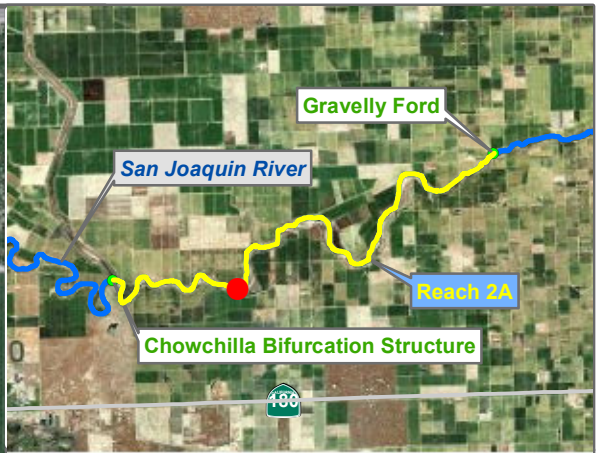 Gravelly Ford
San Joaquin River
Reach 2A
Chowchilla Bifurcation Structure
180